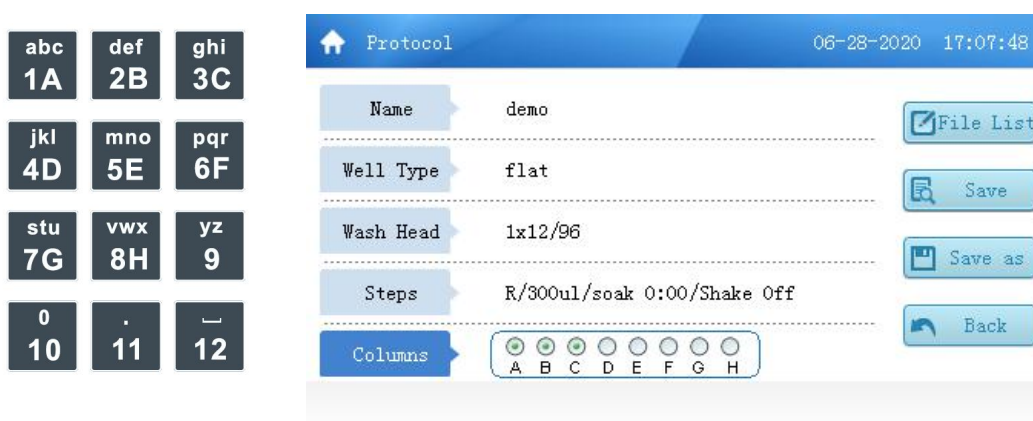 abc def ghi
1A 2B 3C
jkl mno pqr
4D 5E 6F
stu vwx yz
7G 8H 9
0 . ⎵
10 11 12
Protocol 06-28-2020 17:07:48
Name demo
Well Type flat
Wash Head 1x12/96
Steps R/300ul/soak 0:00/Shake Off
Columns
A B C D E F G H
File List
Save
Save as
Back